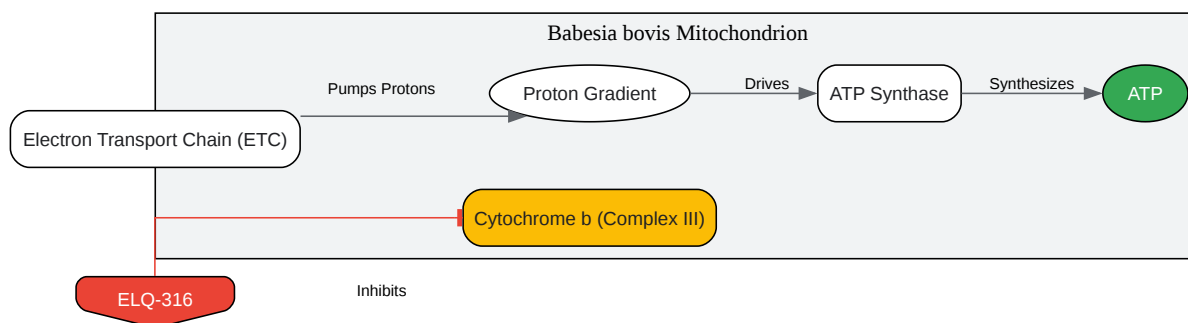 Babesia bovis Mitochondrion
Pumps Protons
Proton Gradient
Drives
ATP Synthase
Synthesizes
ATP
Electron Transport Chain (ETC)
Cytochrome b (Complex III)
ELQ-316
Inhibits